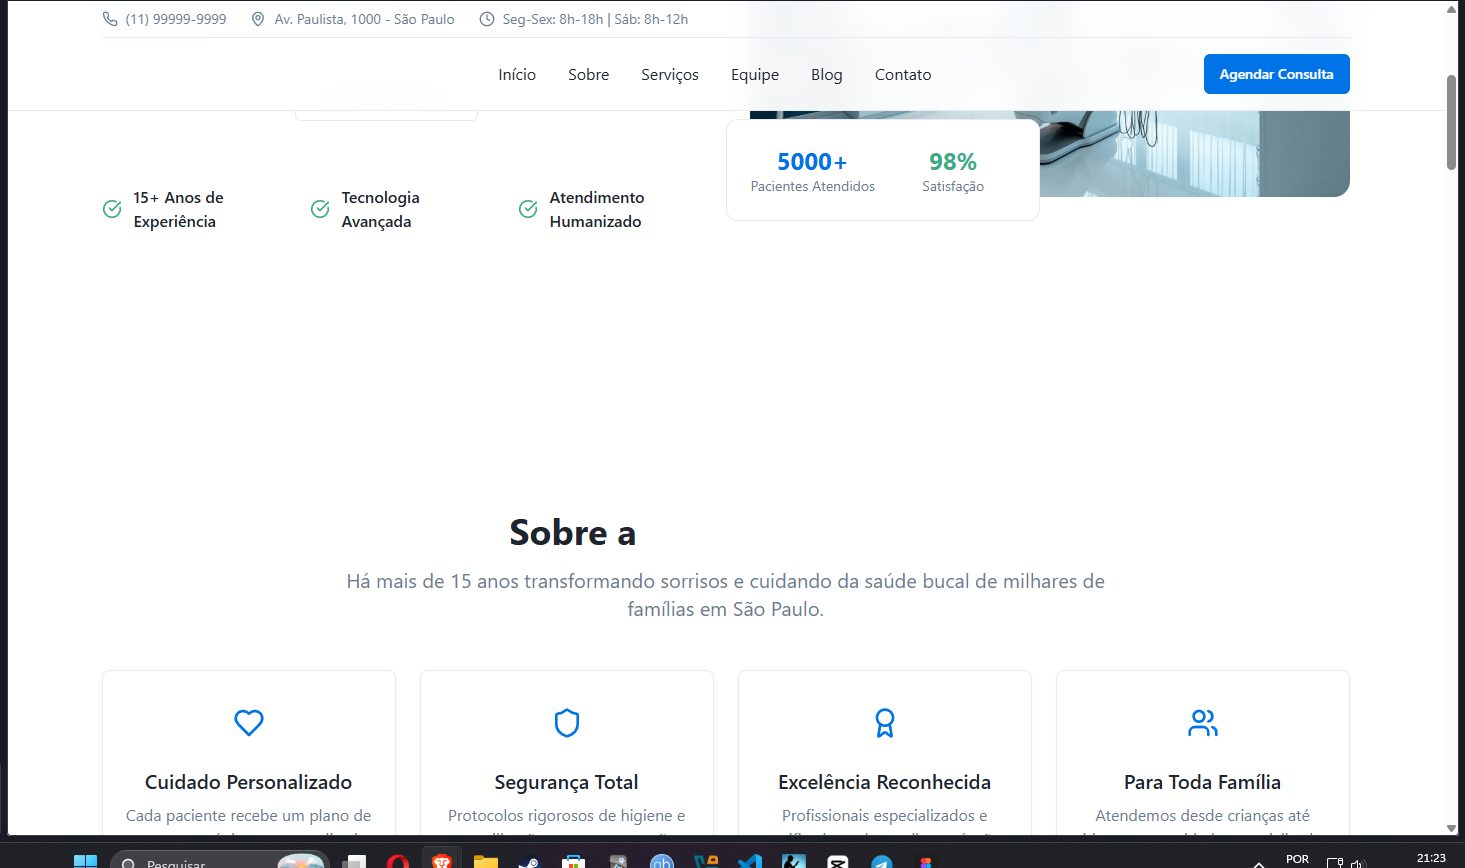 (11) 99999-9999 Av. Paulista, 1000 - São Paulo Seg-Sex: 8h-18h | Sáb: 8h-12h
Início Sobre Serviços Equipe Blog Contato Agendar Consulta
5000+ 98%
Pacientes Atendidos Satisfação
15+ Anos de Experiência
Tecnologia Avançada
Atendimento Humanizado
Sobre a
Há mais de 15 anos transformando sorrisos e cuidando da saúde bucal de milhares de
famílias em São Paulo.
Cuidado Personalizado
Cada paciente recebe um plano de
Segurança Total
Protocolos rigorosos de higiene e
Excelência Reconhecida
Profissionais especializados e
Para Toda Família
Atendemos desde crianças até
Pesquisar
POR
21:23